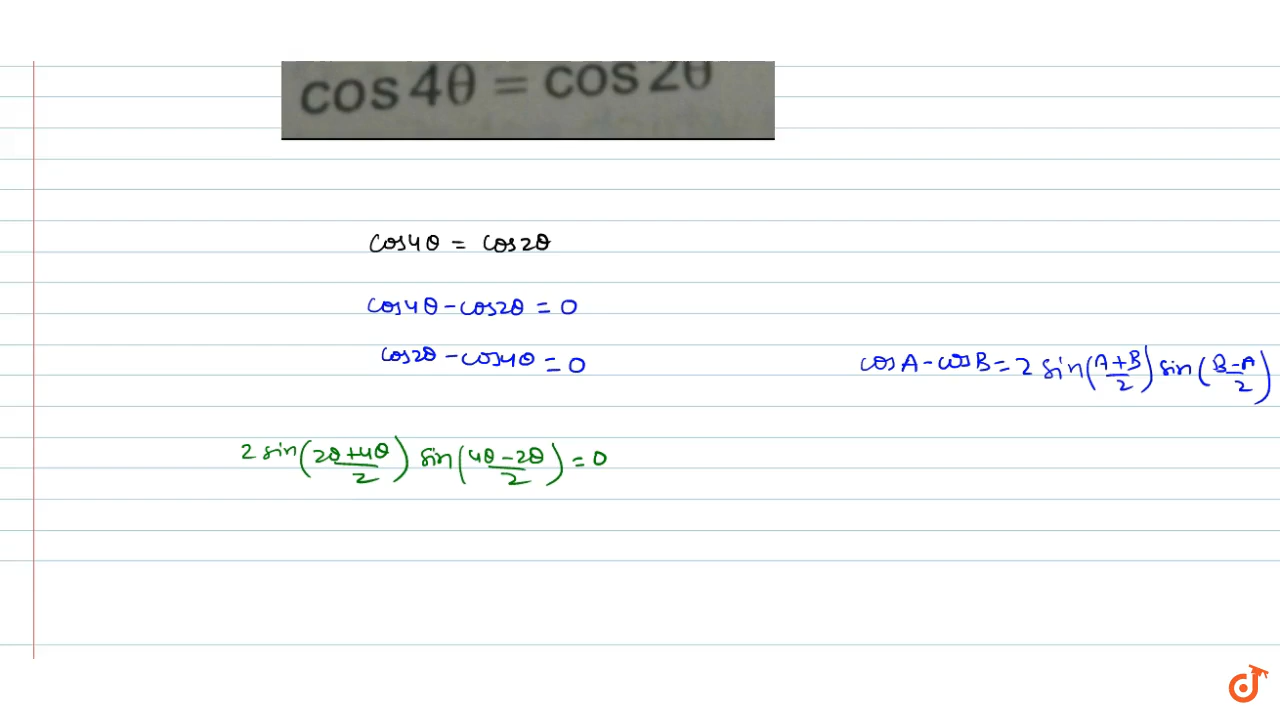 cos 4θ = cos 2θ
cos4θ = cos2θ
cos4θ - cos2θ = 0
cos2θ - cos4θ = 0
cosA - cosB = 2 sin((A+B)/2) sin((B-A)/2)
2 sin((2θ+4θ)/2) sin((4θ-2θ)/2) = 0